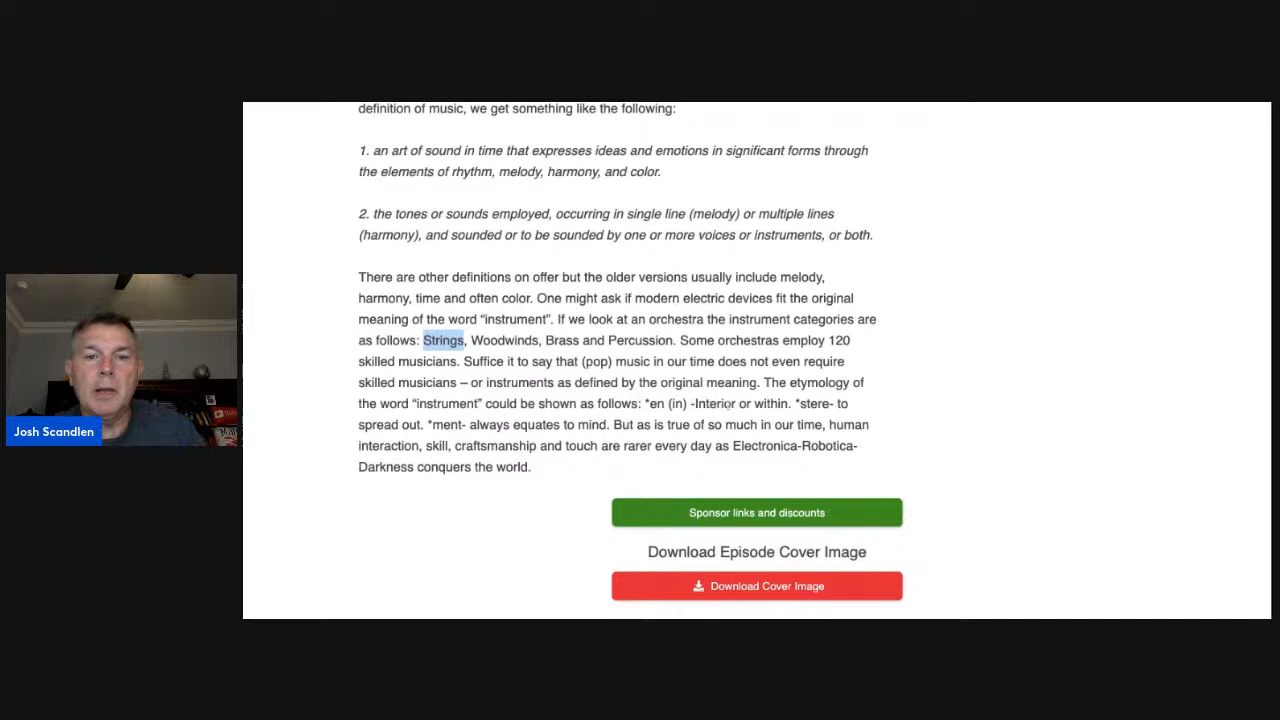 definition of music, we get something like the following:
1. an art of sound in time that expresses ideas and emotions in significant forms through
the elements of rhythm, melody, harmony, and color.
2. the tones or sounds employed, occurring in single line (melody) or multiple lines
(harmony), and sounded or to be sounded by one or more voices or instruments, or both.
There are other definitions on offer but the older versions usually include melody,
harmony, time and often color. One might ask if modern electric devices fit the original
meaning of the word “instrument”. If we look at an orchestra the instrument categories are
as follows: Strings, Woodwinds, Brass and Percussion. Some orchestras employ 120
skilled musicians. Suffice it to say that (pop) music in our time does not even require
skilled musicians – or instruments as defined by the original meaning. The etymology of
the word “instrument” could be shown as follows: *en (in) -Interior or within. *stere- to
spread out. *ment- always equates to mind. But as is true of so much in our time, human
interaction, skill, craftsmanship and touch are rarer every day as Electronica-Robotica-
Darkness conquers the world.
Josh Scandlen
Sponsor links and discounts
Download Episode Cover Image
Download Cover Image